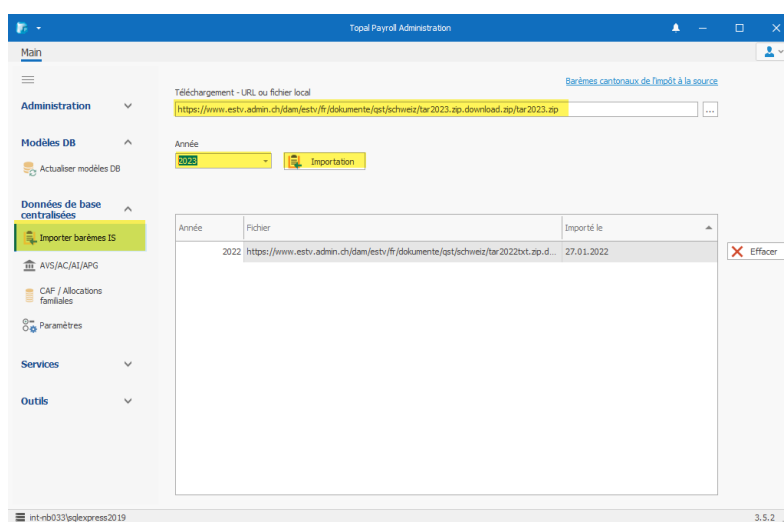 Topal Payroll Administration
Main
Barèmes cantonaux de l'impôt à la source
Téléchargement - URL ou fichier local
https://www.estv.admin.ch/dam/estv/fr/dokumente/qst/schweiz/tar2023.zip.download.zip/tar2023.zip
...
Administration
Modèles DB
Actualiser modèles DB
Données de base
centralisées
Importer barèmes IS
AVS/AC/AI/APG
CAF / Allocations
familiales
Paramètres
Services
Outils
Année
2023
Importation
Année Fichier Importé le
2022 https://www.estv.admin.ch/dam/estv/fr/dokumente/qst/schweiz/tar2022txt.zip.d... 27.01.2022
Effacer
int-nb033\sqlexpress2019
3.5.2